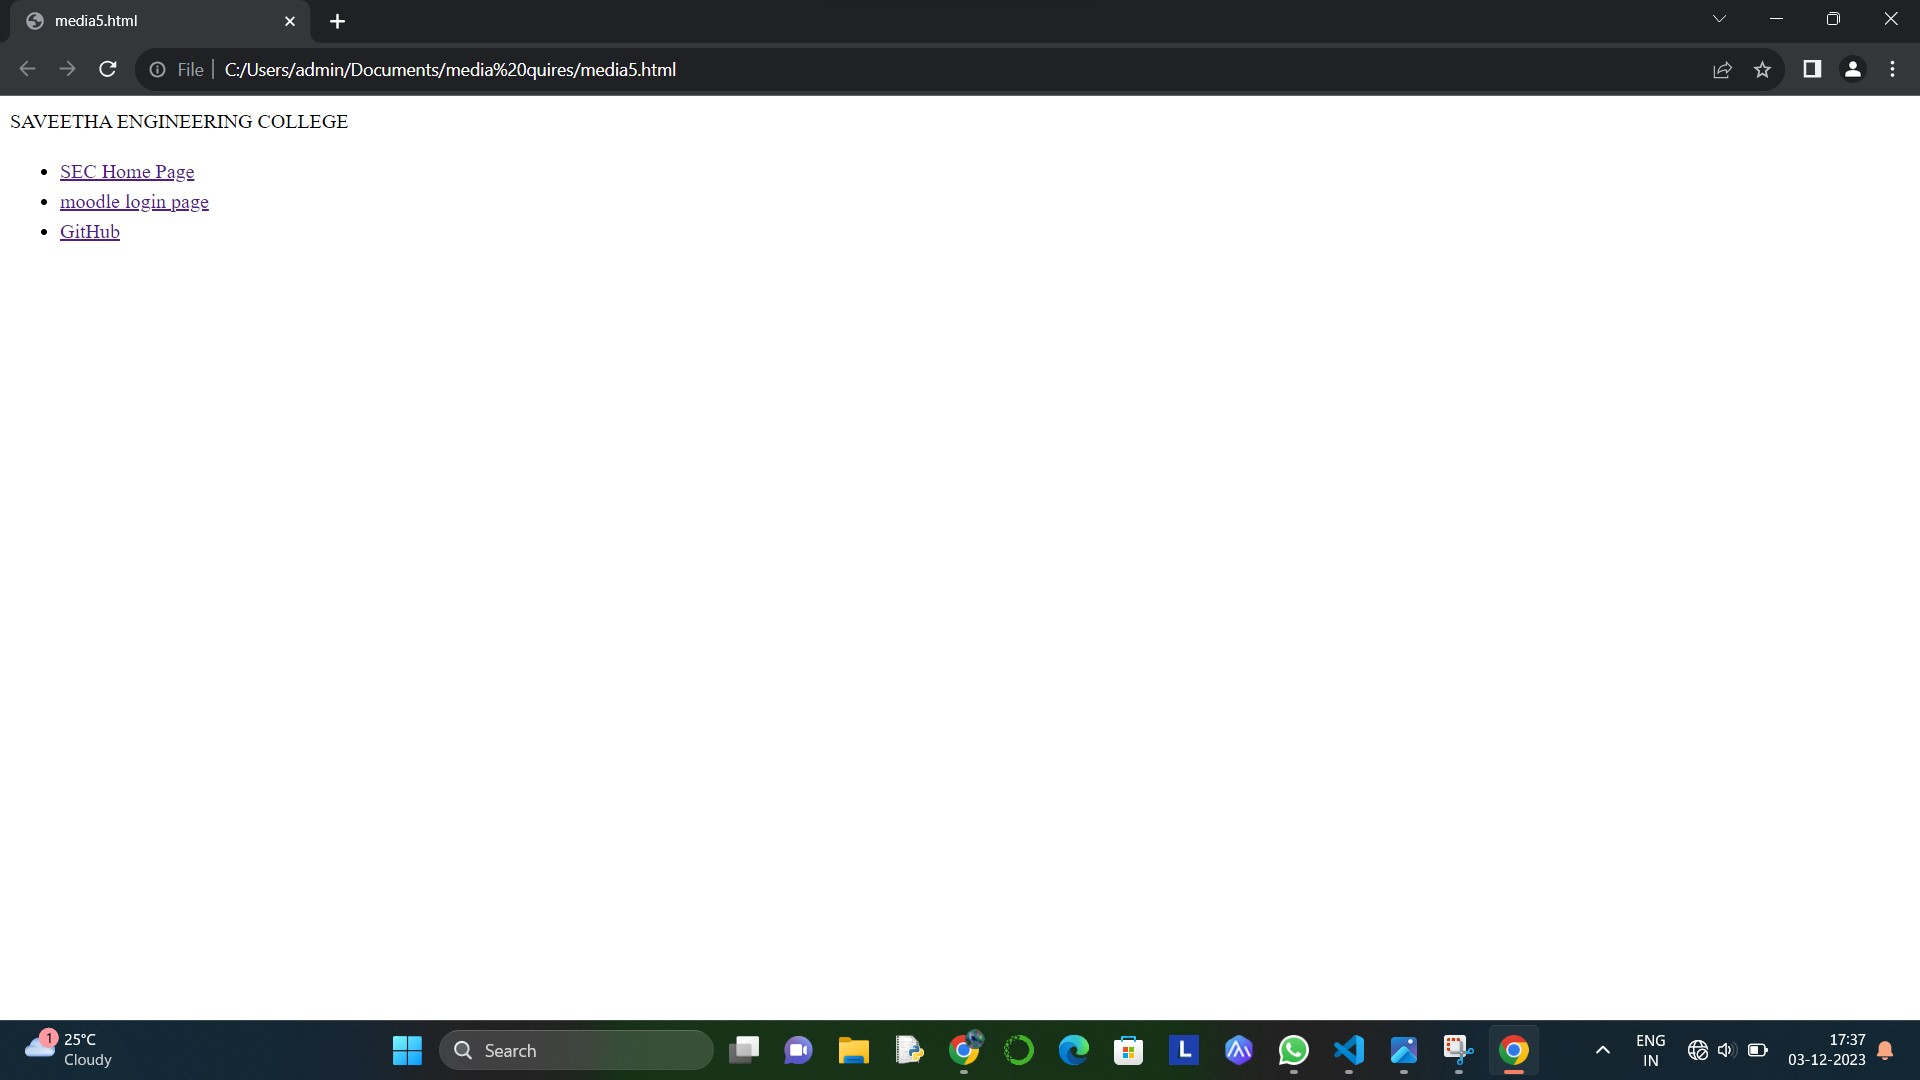 media5.html
File
C:/Users/admin/Documents/media%20quires/media5.html
SAVEETHA ENGINEERING COLLEGE
SEC Home Page
moodle login page
GitHub
1
25°C
Cloudy
Search
L
ENG
IN
17:37
03-12-2023